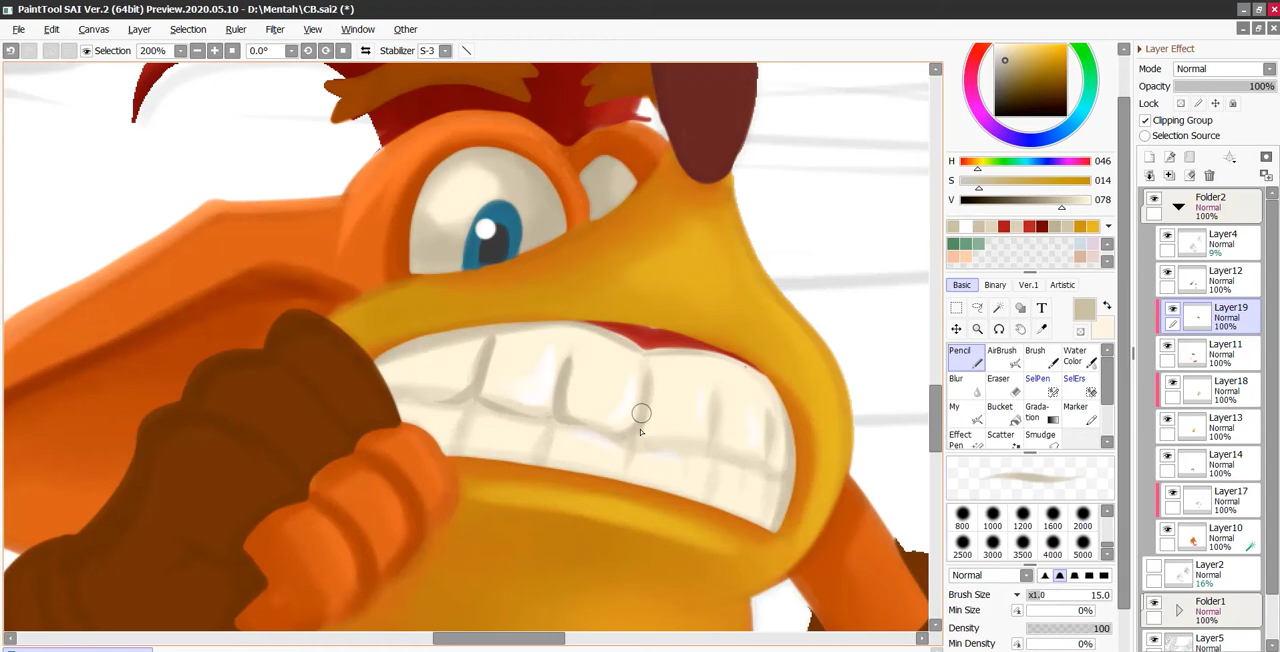 PaintTool SAI Ver.2 (64bit) Preview.2020.05.10 - D:\Mentah\CB.sai2 (*)
File Edit Canvas Layer Selection Ruler Filter View Window Other
Selection 200% 0.0° Stabilizer S-3
H 046
S 014
V 078
Basic Binary Ver.1 Artistic
T
Pencil AirBrush Brush Water Color
Blur Eraser SelPen SelErs
My Bucket Grada-tion Marker
Effect Pen Scatter Smudge
800 1000 1200 1600 2000
2500 3000 3500 4000 5000
Normal
Brush Size x1.0 15.0
Min Size 0%
Density 100
Min Density 0%
Layer Effect
Mode Normal
Opacity 100%
Lock
Clipping Group
Selection Source
Folder2
Normal
100%
Layer4
Normal
9%
Layer12
Normal
100%
Layer19
Normal
100%
Layer11
Normal
100%
Layer18
Normal
100%
Layer13
Normal
100%
Layer14
Normal
100%
Layer17
Normal
100%
Layer10
Normal
100%
Layer2
Normal
16%
Folder1
Normal
100%
Layer5
Normal